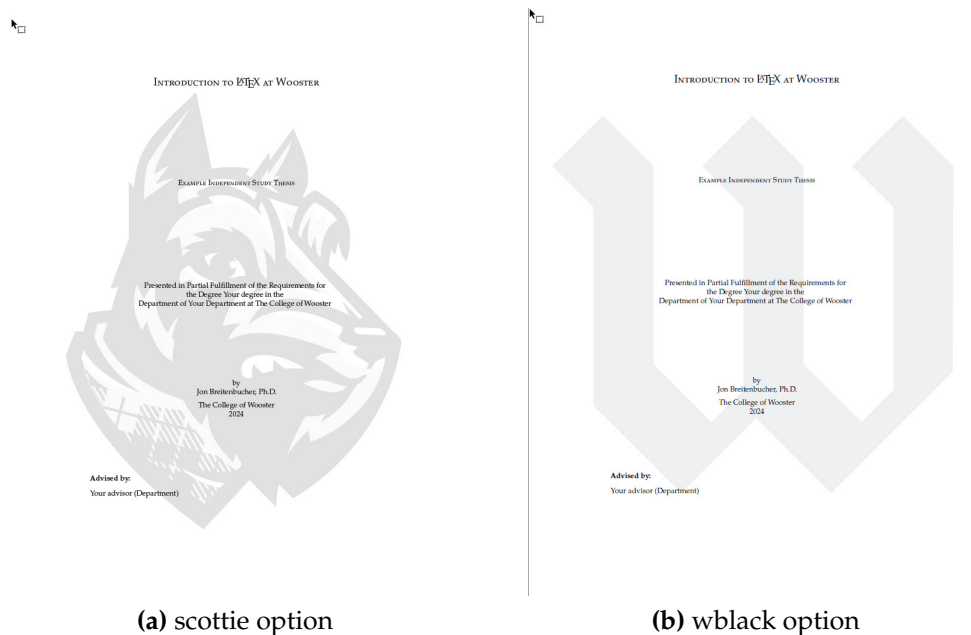 Introduction to LaTeX at Wooster
Example Independent Study Thesis
Presented in Partial Fulfillment of the Requirements for
the Degree Your degree in the
Department of Your Department at The College of Wooster
by
Jon Breitenbucher, Ph.D.
The College of Wooster
2024
Advised by:
Your advisor (Department)
(a) scottie option
Introduction to LaTeX at Wooster
Example Independent Study Thesis
Presented in Partial Fulfillment of the Requirements for
the Degree Your degree in the
Department of Your Department at The College of Wooster
by
Jon Breitenbucher, Ph.D.
The College of Wooster
2024
Advised by:
Your advisor (Department)
(b) wblack option